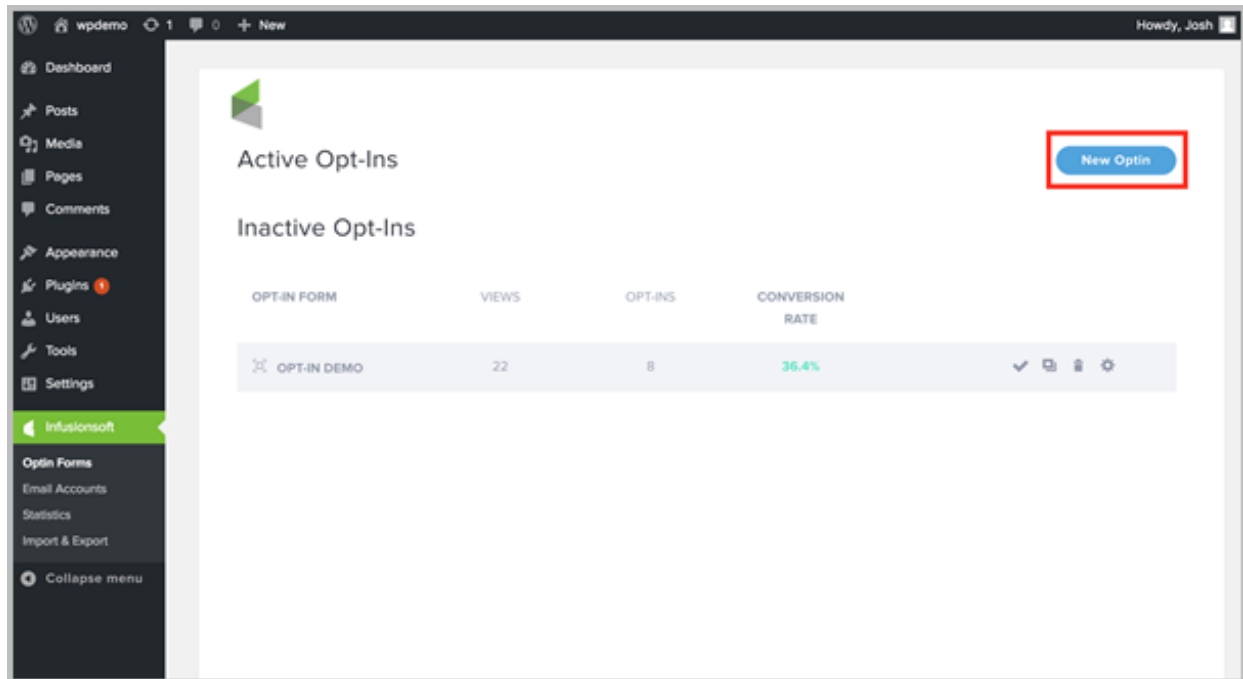 wpdemo 1 0 + New Howdy, Josh
Dashboard
Posts
Media
Pages
Comments
Appearance
Plugins 1
Users
Tools
Settings
Infusionsoft
Optin Forms
Email Accounts
Statistics
Import & Export
Collapse menu
Active Opt-Ins
New Optin
Inactive Opt-Ins
OPT-IN FORM VIEWS OPT-INS CONVERSION
RATE
OPT-IN DEMO 22 8 36.4%